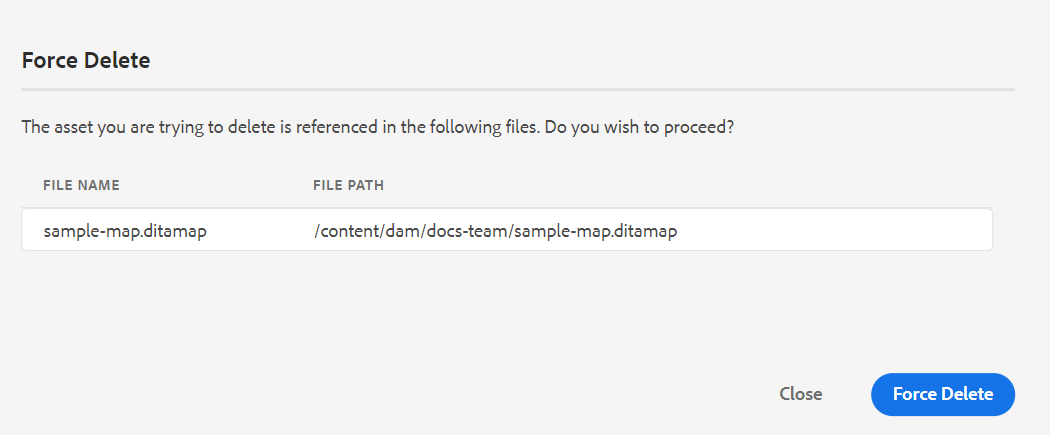 Force Delete
The asset you are trying to delete is referenced in the following files. Do you wish to proceed?
FILE NAME FILE PATH
sample-map.ditamap /content/dam/docs-team/sample-map.ditamap
Close Force Delete